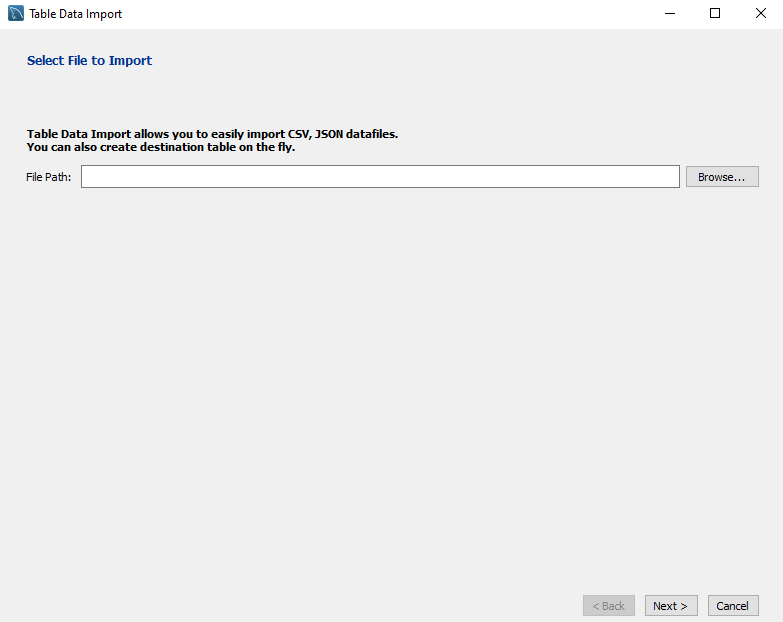 Table Data Import
Select File to Import
Table Data Import allows you to easily import CSV, JSON datafiles.
You can also create destination table on the fly.
File Path:
Browse...
< Back
Next >
Cancel